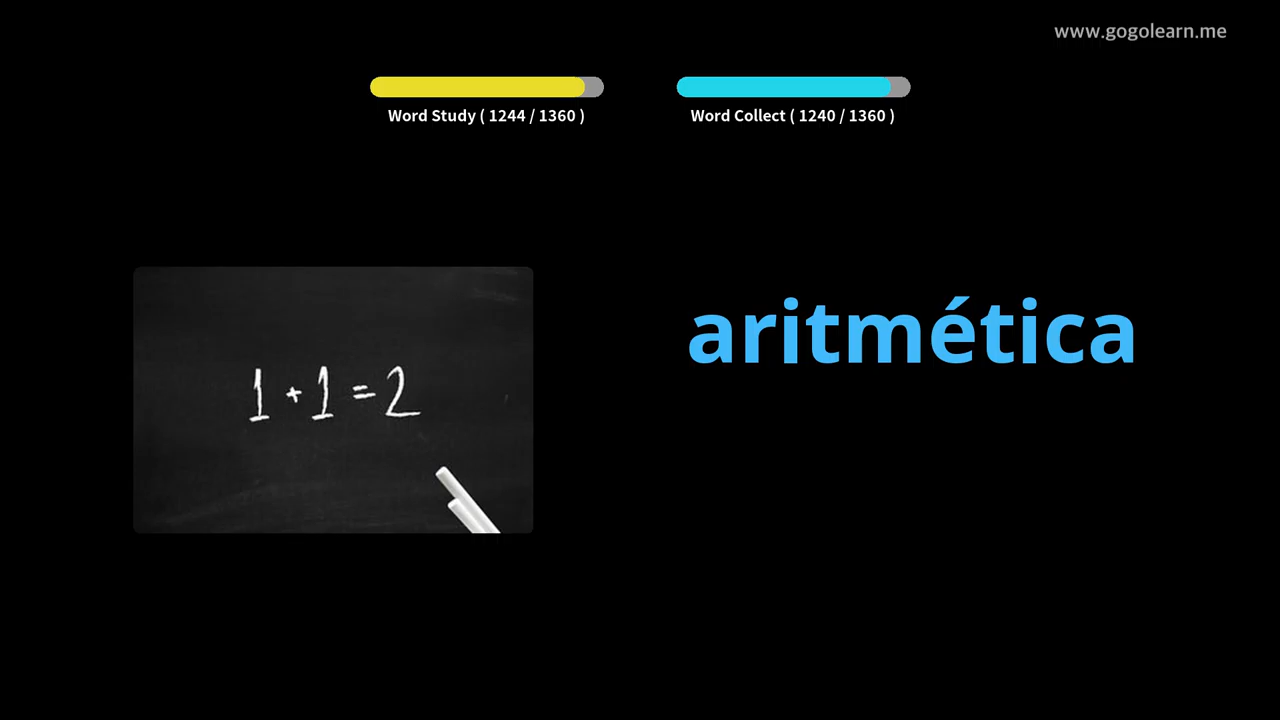 www.gogolearn.me
Word Study ( 1244 / 1360 )
Word Collect ( 1240 / 1360 )
aritmética
1 + 1 = 2